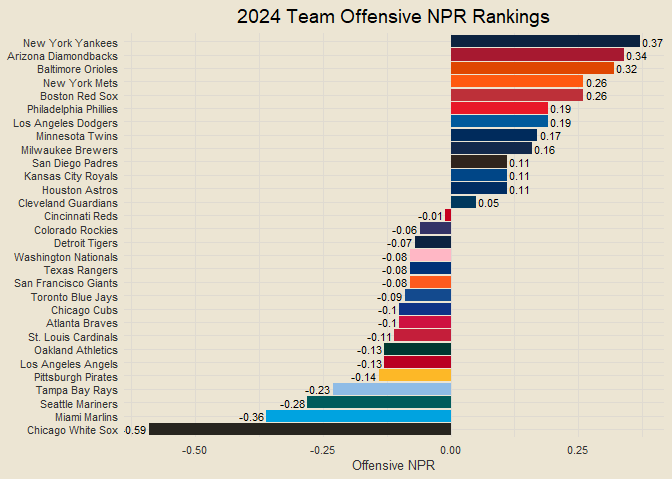 2024 Team Offensive NPR Rankings
New York Yankees 0.37
Arizona Diamondbacks 0.34
Baltimore Orioles 0.32
New York Mets 0.26
Boston Red Sox 0.26
Philadelphia Phillies 0.19
Los Angeles Dodgers 0.19
Minnesota Twins 0.17
Milwaukee Brewers 0.16
San Diego Padres 0.11
Kansas City Royals 0.11
Houston Astros 0.11
Cleveland Guardians 0.05
Cincinnati Reds -0.01
Colorado Rockies -0.06
Detroit Tigers -0.07
Washington Nationals -0.08
Texas Rangers -0.08
San Francisco Giants -0.08
Toronto Blue Jays -0.09
Chicago Cubs -0.1
Atlanta Braves -0.1
St. Louis Cardinals -0.11
Oakland Athletics -0.13
Los Angeles Angels -0.13
Pittsburgh Pirates -0.14
Tampa Bay Rays -0.23
Seattle Mariners -0.28
Miami Marlins -0.36
Chicago White Sox -0.59
-0.50 -0.25 0.00 0.25
Offensive NPR